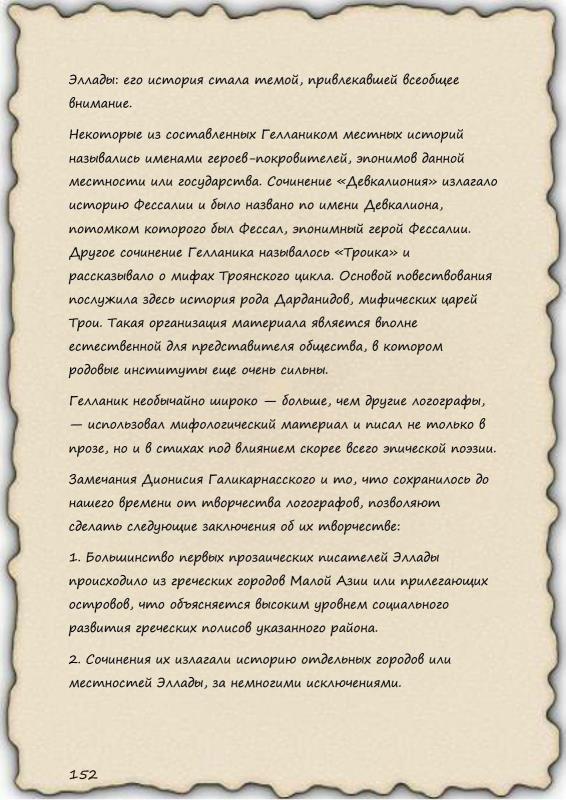 Эллады: его история стала темой, привлекавшей всеобщее
внимание.
Некоторые из составленных Геллаником местных историй
назывались именами героев-покровителей, эпонимов данной
местности или государства. Сочинение «Девкалиония» излагало
историю Фессалии и было названо по имени Девкалиона,
потомком которого был Фессал, эпонимный герой Фессалии.
Другое сочинение Гелланика называлось «Троика» и
рассказывало о мифах Троянского цикла. Основой повествования
послужила здесь история рода Дарданидов, мифических царей
Трои. Такая организация материала является вполне
естественной для представителя общества, в котором
родовые институты еще очень сильны.
Гелланик необычайно широко — больше, чем другие логографы,
— использовал мифологический материал и писал не только в
прозе, но и в стихах под влиянием скорее всего эпической поэзии.
Замечания Дионисия Галикарнасского и то, что сохранилось до
нашего времени от творчества логографов, позволяют
сделать следующие заключения об их творчестве:
1. Большинство первых прозаических писателей Эллады
происходило из греческих городов Малой Азии или прилегающих
островов, что объясняется высоким уровнем социального
развития греческих полисов указанного района.
2. Сочинения их излагали историю отдельных городов или
местностей Эллады, за немногими исключениями.
152